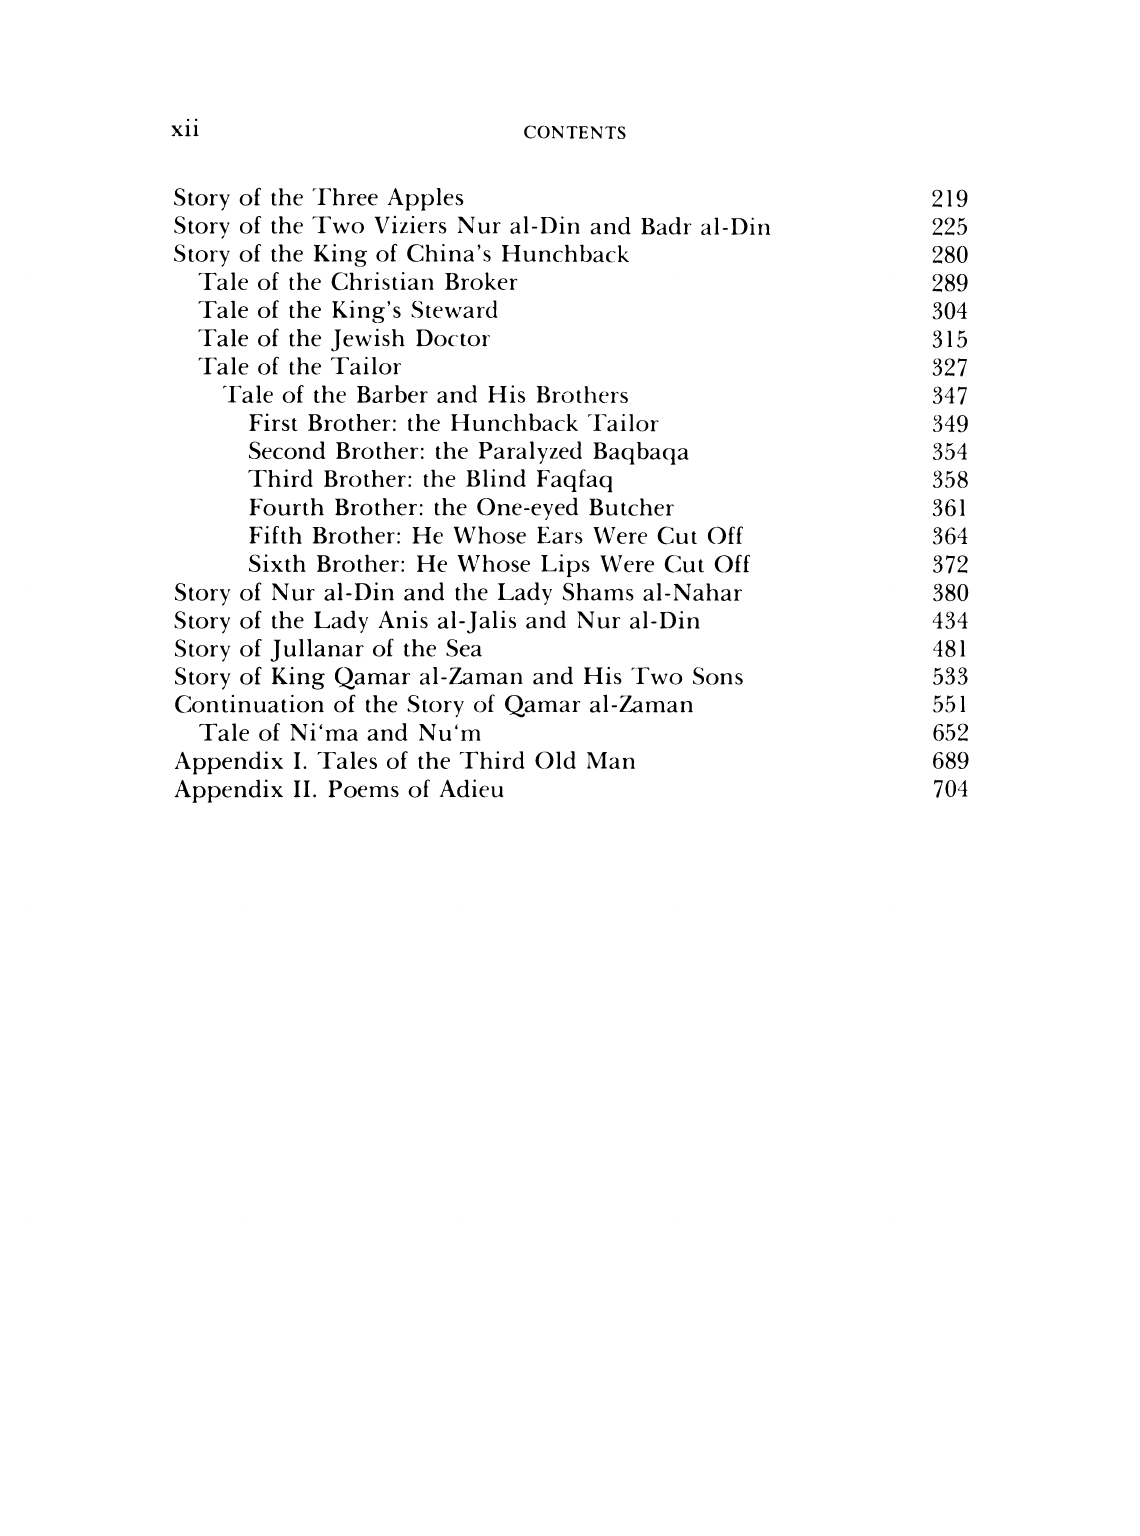 xii CONTENTS
Story of the Three Apples 219
Story of the Two Viziers Nur al-Din and Badr al-Din 225
Story of the King of China's Hunchback 280
Tale of the Christian Broker 289
Tale of the King's Steward 304
Tale of the Jewish Doctor 315
Tale of the Tailor 327
Tale of the Barber and His Brothers 347
First Brother: the Hunchback Tailor 349
Second Brother: the Paralyzed Baqbaqa 354
Third Brother: the Blind Faqfaq 358
Fourth Brother: the One-eyed Butcher 361
Fifth Brother: He Whose Ears Were Cut Off 364
Sixth Brother: He Whose Lips Were Cut Off 372
Story of Nur al-Din and the Lady Shams al-Nahar 380
Story of the Lady Anis al-Jalis and Nur al-Din 434
Story of Jullanar of the Sea 481
Story of King Qamar al-Zaman and His Two Sons 533
Continuation of the Story of Qamar al-Zaman 551
Tale of Ni‘ma and Nu‘m 652
Appendix I. Tales of the Third Old Man 689
Appendix II. Poems of Adieu 704